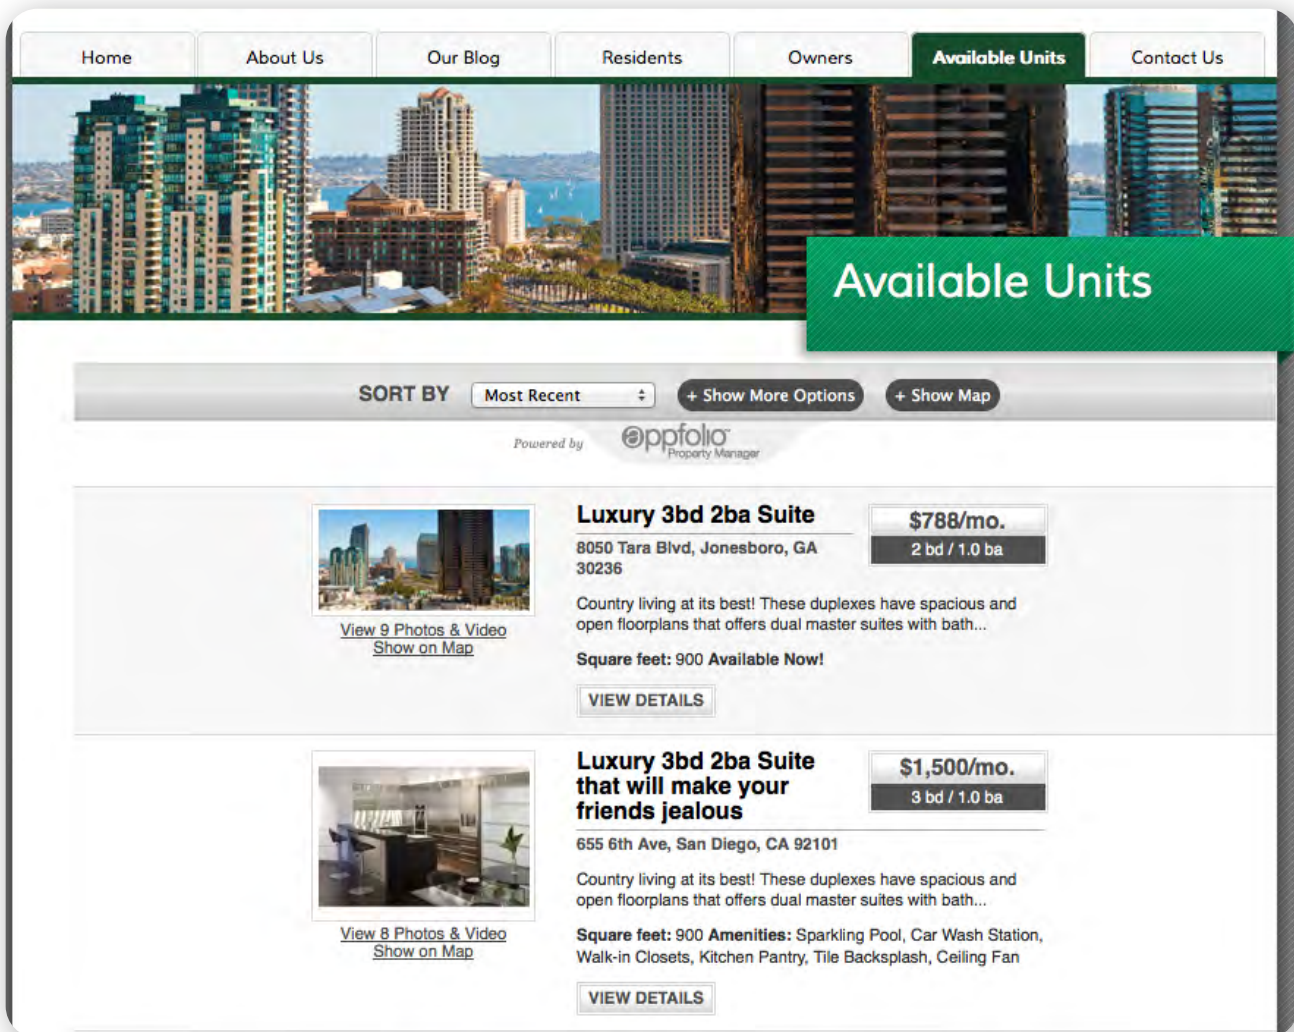 Home About Us Our Blog Residents Owners Available Units Contact Us
Available Units
SORT BY Most Recent + Show More Options + Show Map
Powered by appfolio
Property Manager
Luxury 3bd 2ba Suite
$788/mo.
2 bd / 1.0 ba
8050 Tara Blvd, Jonesboro, GA
30236
Country living at its best! These duplexes have spacious and
open floorplans that offers dual master suites with bath...
Square feet: 900 Available Now!
View 9 Photos & Video
Show on Map
VIEW DETAILS
Luxury 3bd 2ba Suite
that will make your
friends jealous
$1,500/mo.
3 bd / 1.0 ba
655 6th Ave, San Diego, CA 92101
Country living at its best! These duplexes have spacious and
open floorplans that offers dual master suites with bath...
Square feet: 900 Amenities: Sparkling Pool, Car Wash Station,
Walk-in Closets, Kitchen Pantry, Tile Backsplash, Ceiling Fan
View 8 Photos & Video
Show on Map
VIEW DETAILS